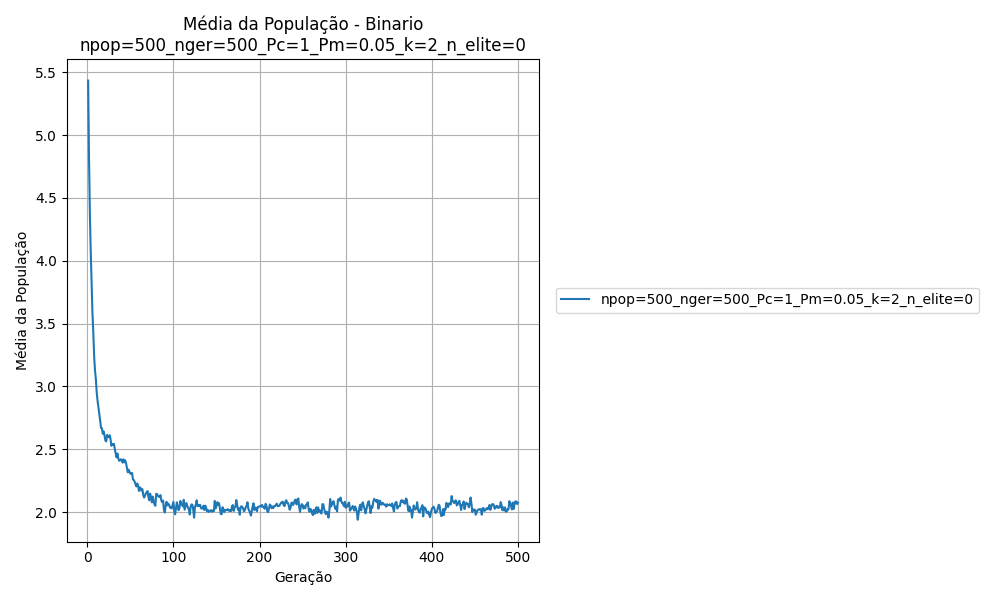 Média da População - Binario
npop=500_nger=500_Pc=1_Pm=0.05_k=2_n_elite=0
5.5
5.0
4.5
4.0
3.5
3.0
2.5
2.0
Média da População
0 100 200 300 400 500
Geração
npop=500_nger=500_Pc=1_Pm=0.05_k=2_n_elite=0